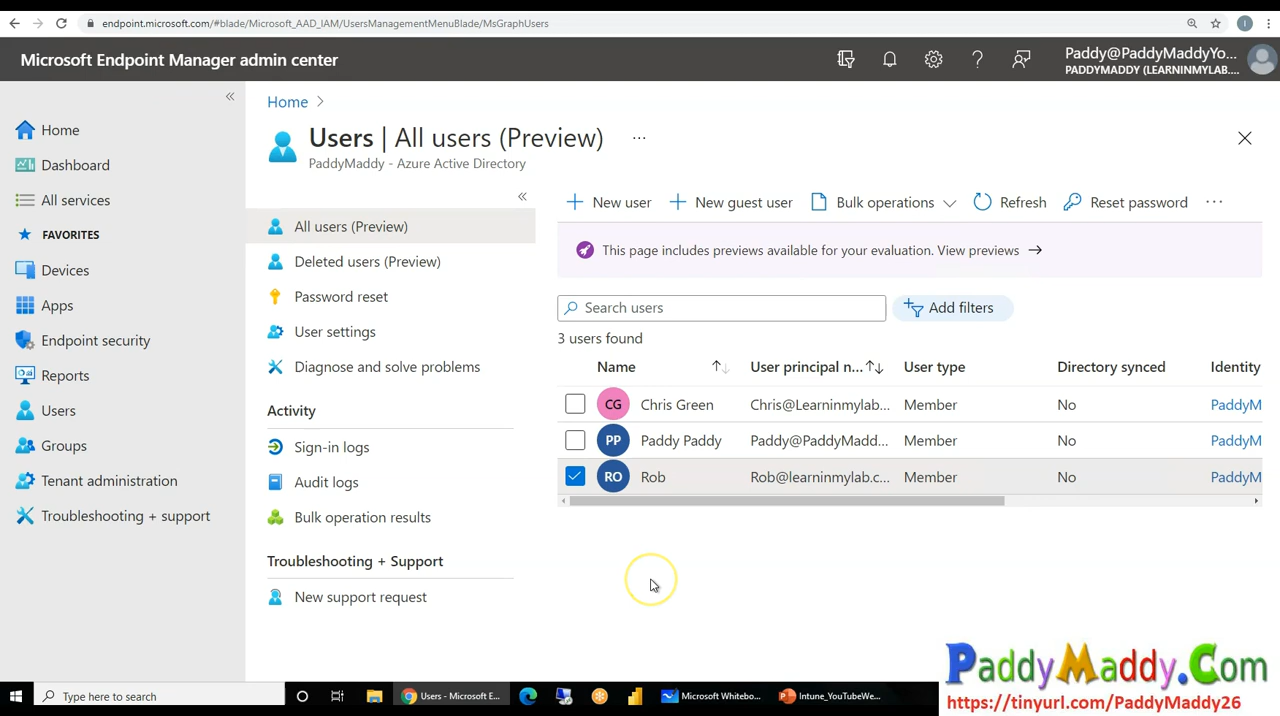 endpoint.microsoft.com/#blade/Microsoft_AAD_IAM/UsersManagementMenuBlade/MsGraphUsers
Microsoft Endpoint Manager admin center
Paddy@PaddyMaddyYo...
PADDYMADDY (LEARNINMYLAB....
Home
Dashboard
All services
FAVORITES
Devices
Apps
Endpoint security
Reports
Users
Groups
Tenant administration
Troubleshooting + support
Home
Users | All users (Preview)
PaddyMaddy - Azure Active Directory
All users (Preview)
Deleted users (Preview)
Password reset
User settings
Diagnose and solve problems
Activity
Sign-in logs
Audit logs
Bulk operation results
Troubleshooting + Support
New support request
New user New guest user Bulk operations Refresh Reset password
This page includes previews available for your evaluation. View previews
Search users Add filters
3 users found
Name User principal n... User type Directory synced Identity
CG Chris Green Chris@Learninmylab... Member No PaddyM
PP Paddy Paddy Paddy@PaddyMadd... Member No PaddyM
RO Rob Rob@learninmylab.c... Member No PaddyM
PaddyMaddy.Com
https://tinyurl.com/PaddyMaddy26
Type here to search
Users - Microsoft E...
Microsoft Whitebo...
Intune_YouTubeWe...